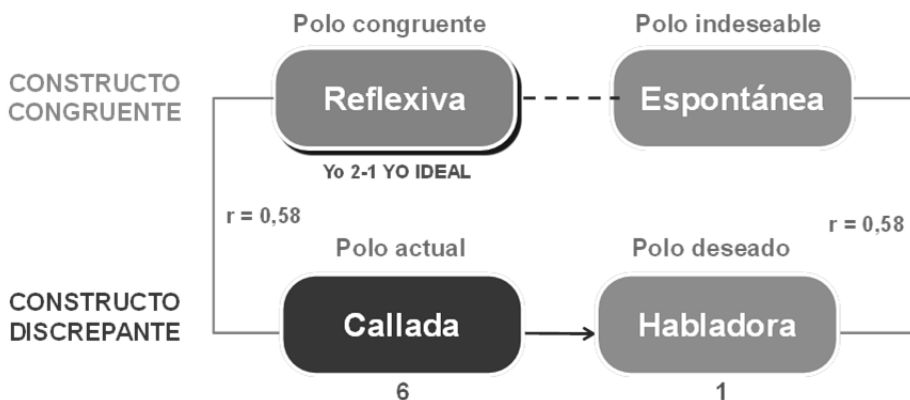 Polo congruente
Polo indeseable
CONSTRUCTO
CONGRUENTE
Reflexiva
Espontánea
Yo 2-1 YO IDEAL
r = 0,58
r = 0,58
Polo actual
Polo deseado
CONSTRUCTO
DISCREPANTE
Callada
Habladora
6
1